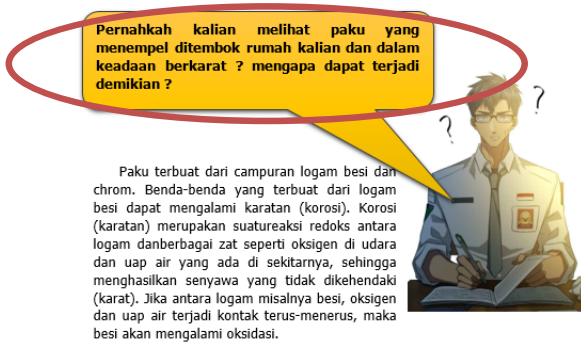 Pernahkah kalian melihat paku yang
menempel ditembok rumah kalian dan dalam
keadaan berkarat ? mengapa dapat terjadi
demikian ?
? ?
Paku terbuat dari campuran logam besi dan
chrom. Benda-benda yang terbuat dari logam
besi dapat mengalami karatan (korosi). Korosi
(karatan) merupakan suatureaksi redoks antara
logam danberbagai zat seperti oksigen di udara
dan uap air yang ada di sekitarnya, sehingga
menghasilkan senyawa yang tidak dikehendaki
(karat). Jika antara logam misalnya besi, oksigen
dan uap air terjadi kontak terus-menerus, maka
besi akan mengalami oksidasi.